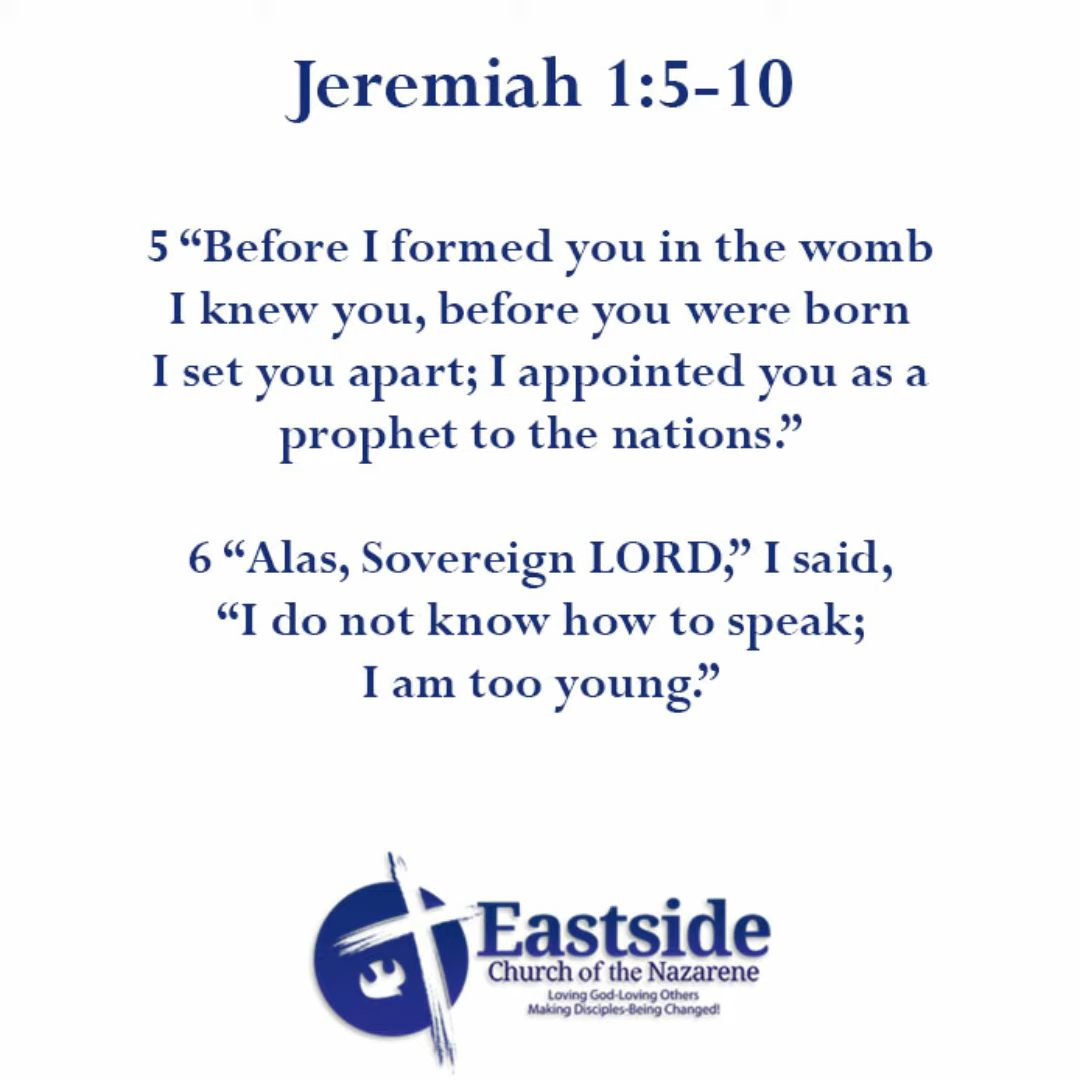 Jeremiah 1:5-10
5 “Before I formed you in the womb
I knew you, before you were born
I set you apart; I appointed you as a
prophet to the nations.”
6 “Alas, Sovereign LORD,” I said,
“I do not know how to speak;
I am too young.”
Eastside
Church of the Nazarene
Loving God-Loving Others
Making Disciples-Being Changed!